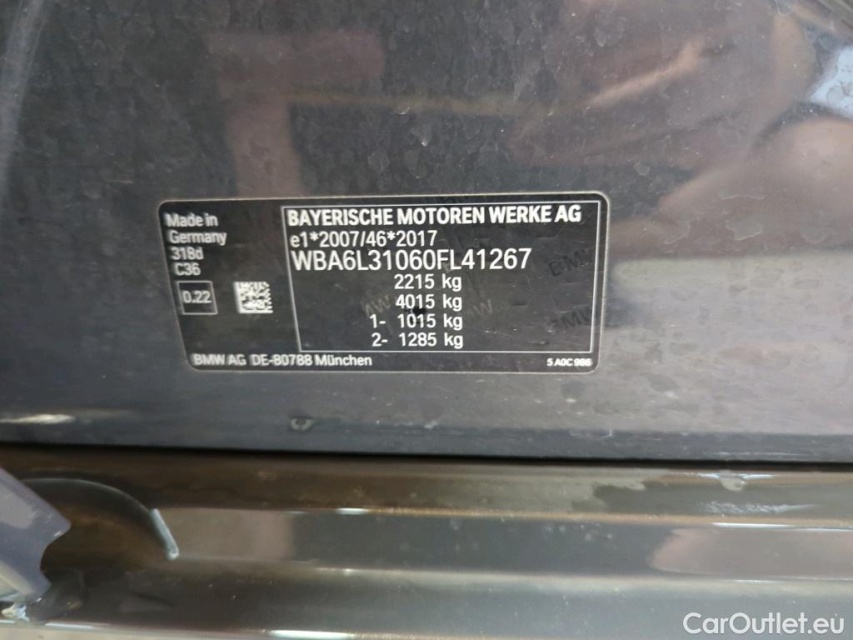 Made in
Germany
318d
C36
0.22
BAYERISCHE MOTOREN WERKE AG
e1*2007/46*2017
WBA6L31060FL41267
2215 kg
4015 kg
1- 1015 kg
2- 1285 kg
BMW AG DE-80788 München
5 A0C 986
CarOutlet.eu